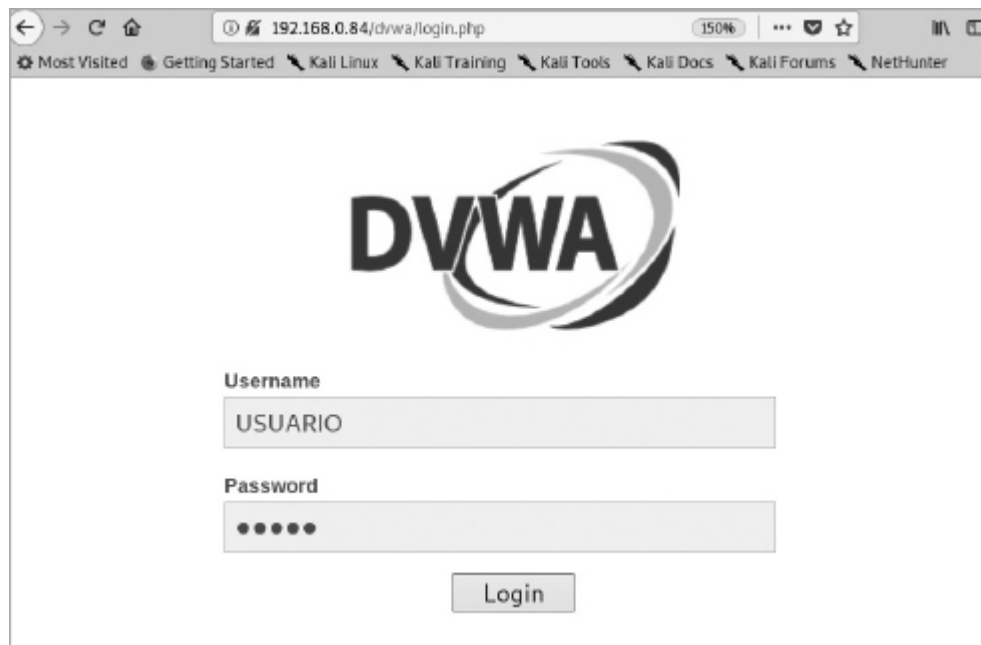 192.168.0.84/dvwa/login.php 150%
Most Visited Getting Started Kali Linux Kali Training Kali Tools Kali Docs Kali Forums NetHunter
DVWA
Username
USUARIO
Password
Login